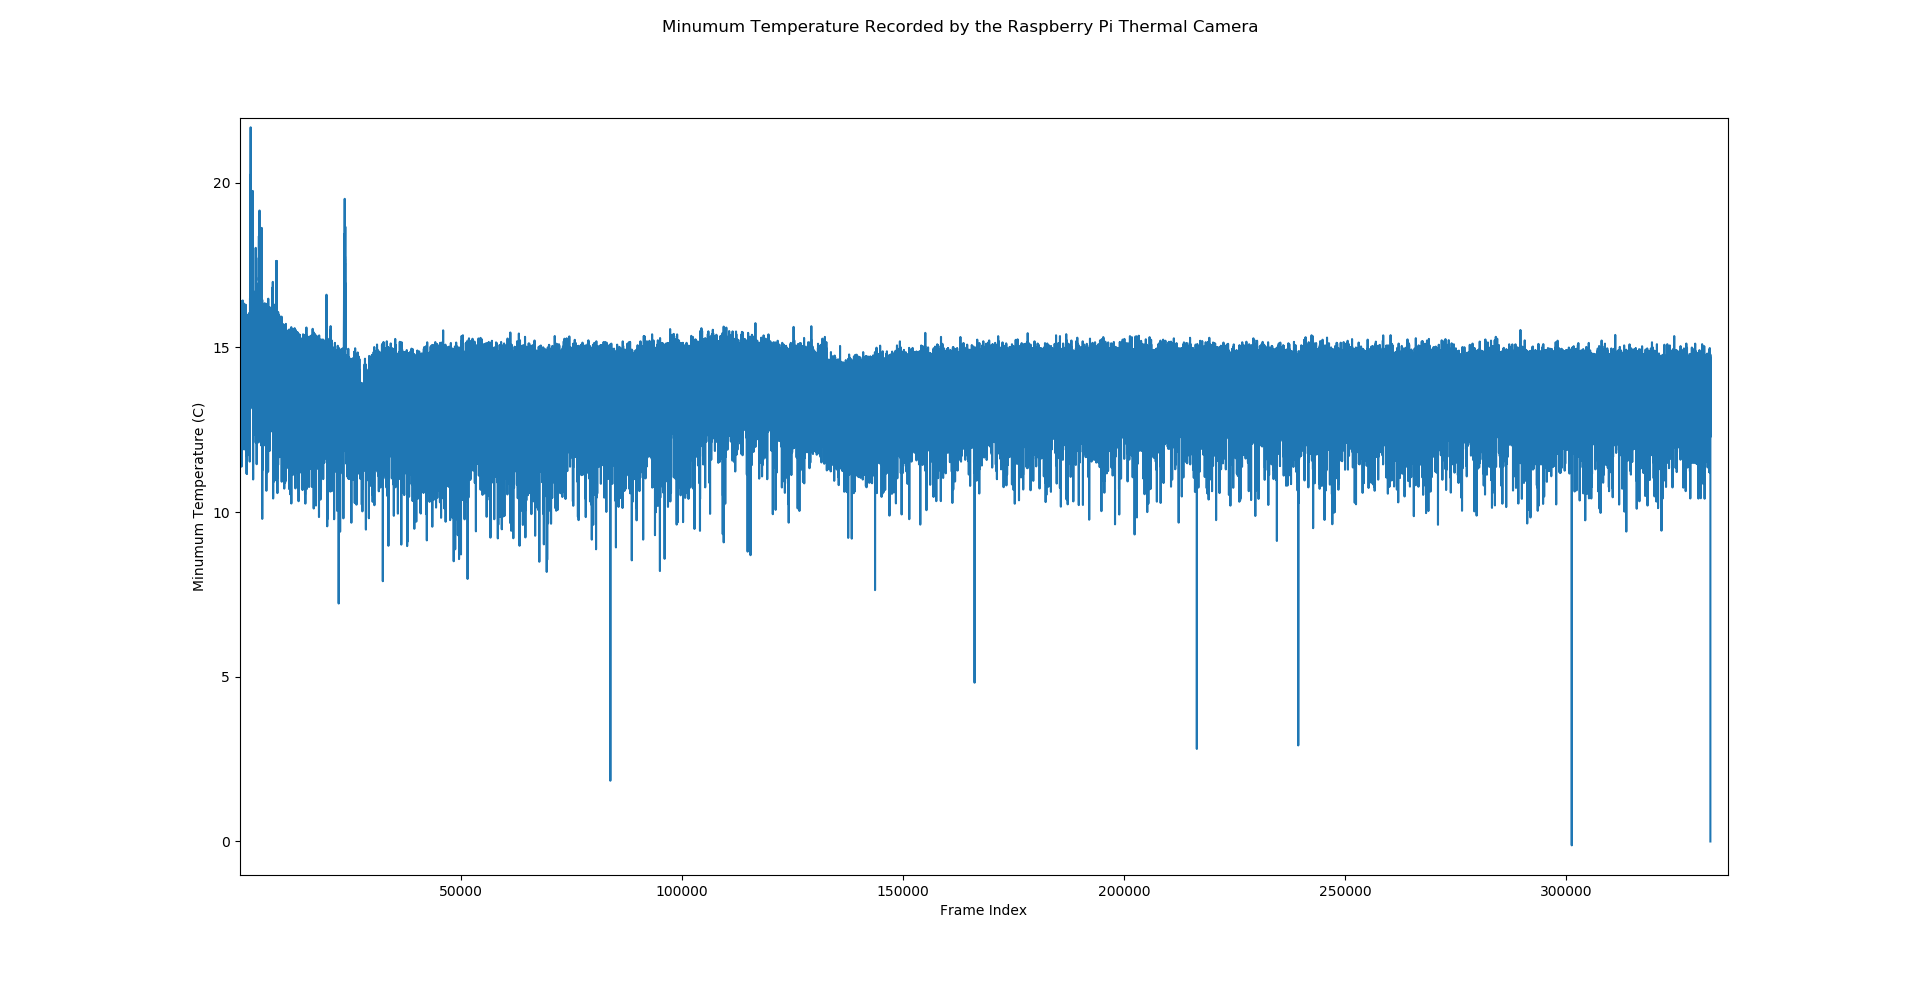 Minumum Temperature Recorded by the Raspberry Pi Thermal Camera
Minumum Temperature (C)
20
15
10
5
0
50000 100000 150000 200000 250000 300000
Frame Index